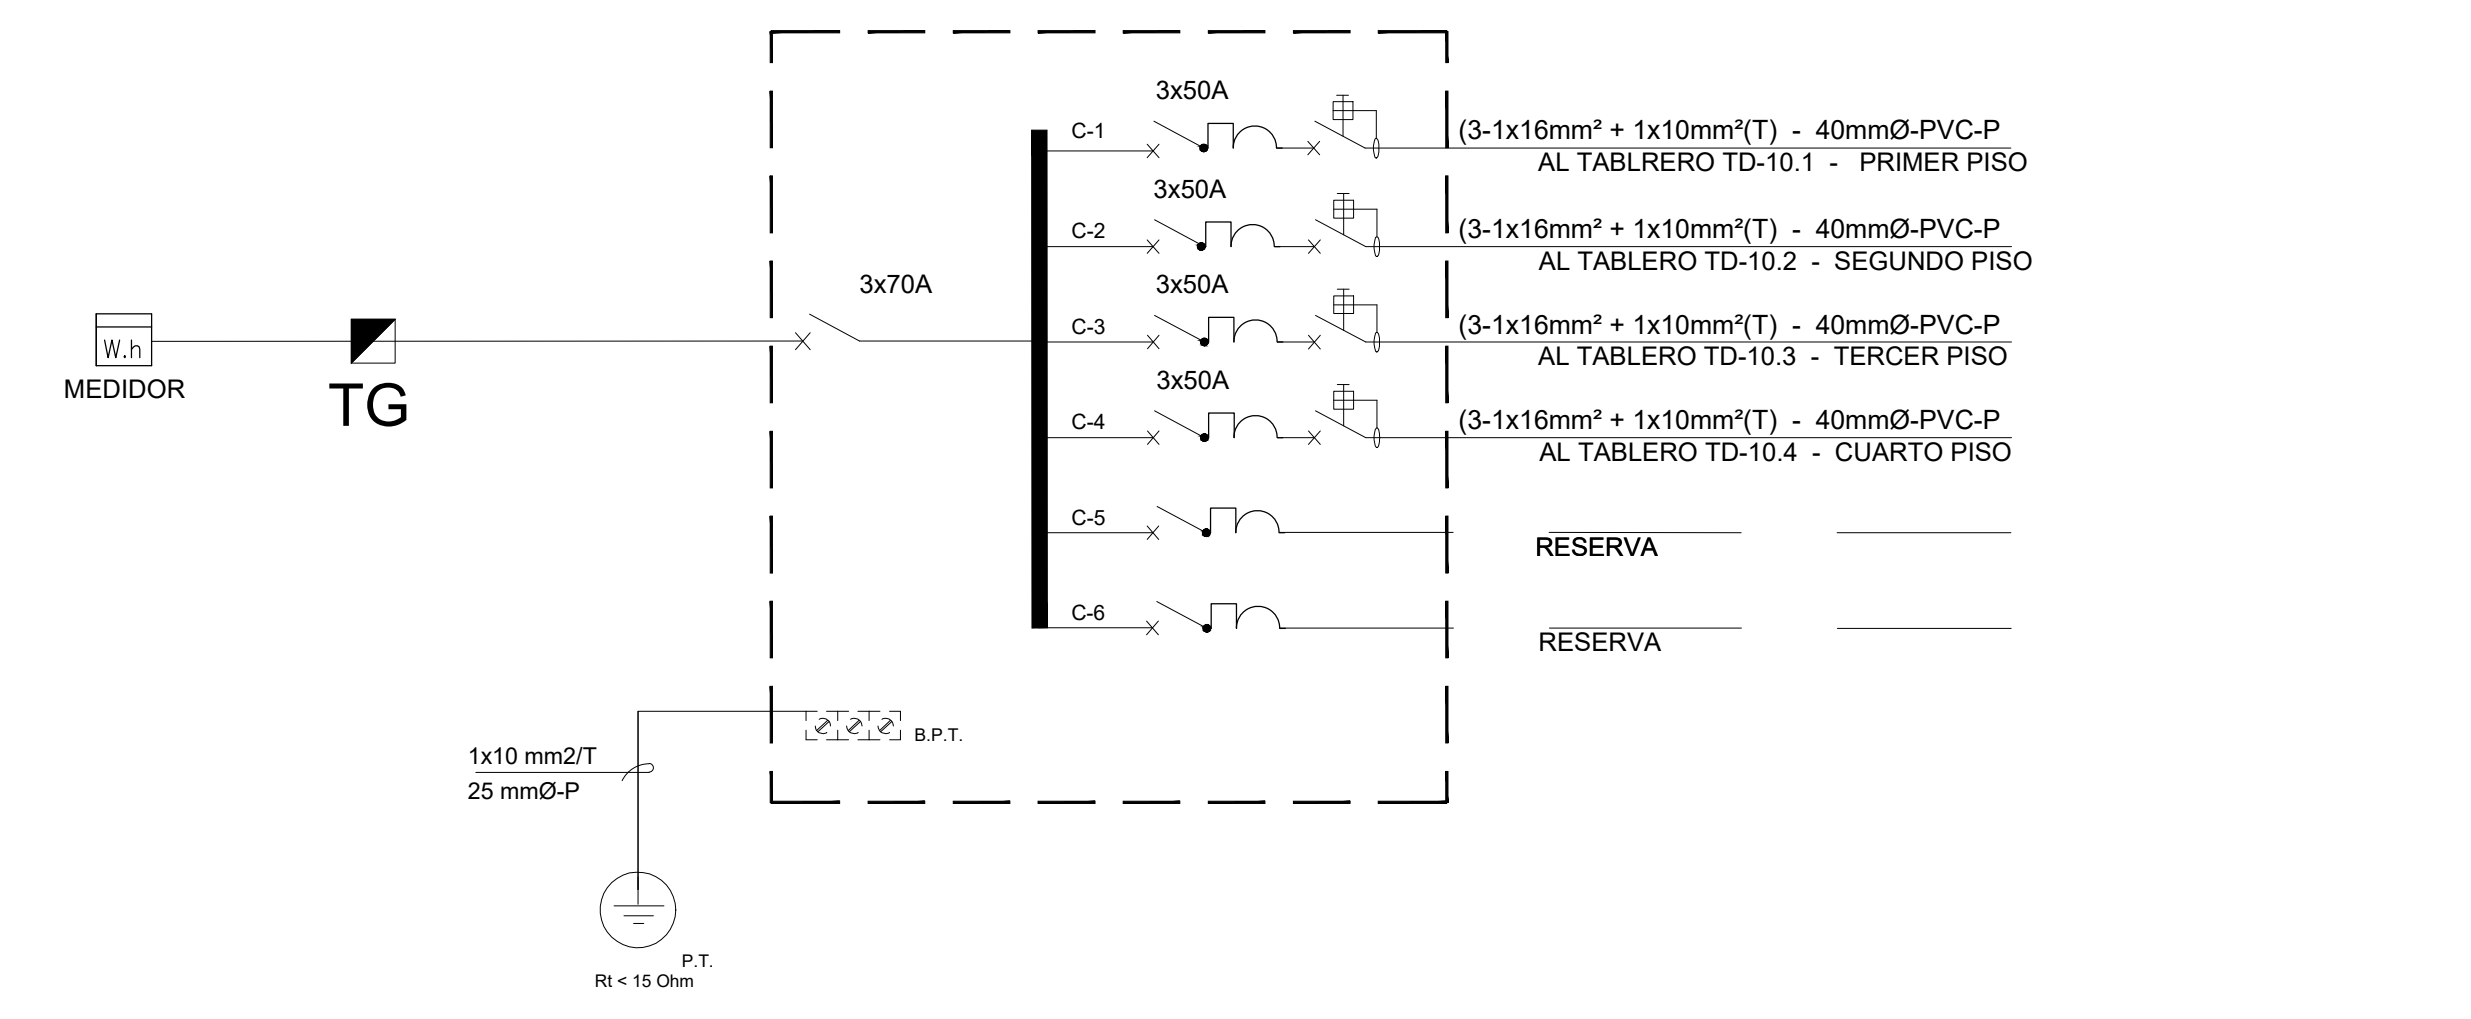 3x50A
C-1
(3-1x16mm² + 1x10mm²(T) - 40mmØ-PVC-P
AL TABLRERO TD-10.1 - PRIMER PISO
3x50A
C-2
(3-1x16mm² + 1x10mm²(T) - 40mmØ-PVC-P
AL TABLERO TD-10.2 - SEGUNDO PISO
3x70A
3x50A
C-3
(3-1x16mm² + 1x10mm²(T) - 40mmØ-PVC-P
AL TABLERO TD-10.3 - TERCER PISO
W.h
MEDIDOR
TG
3x50A
C-4
(3-1x16mm² + 1x10mm²(T) - 40mmØ-PVC-P
AL TABLERO TD-10.4 - CUARTO PISO
C-5
RESERVA
C-6
RESERVA
B.P.T.
1x10 mm2/T
25 mmØ-P
P.T.
Rt < 15 Ohm